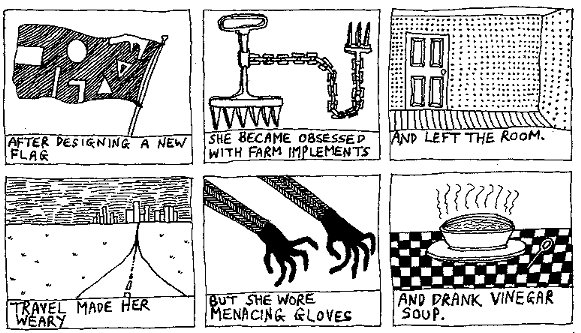 AFTER DESIGNING A NEW
FLAG
SHE BECAME OBSESSED
WITH FARM IMPLEMENTS
AND LEFT THE ROOM.
TRAVEL MADE HER
WEARY
BUT SHE WORE
MENACING GLOVES
AND DRANK VINEGAR
SOUP.